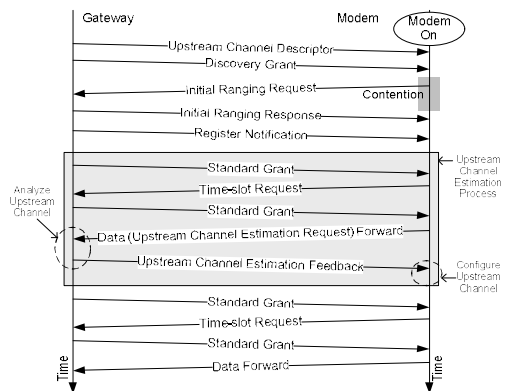 Gateway
Modem
Modem
On
Upstream Channel Descriptor
Discovery Grant
Initial Ranging Request
Contention
Initial Ranging Response
Register Notification
Standard Grant
Upstream
Channel
Estimation
Process
Time-slot Request
Analyze
Upstream
Channel
Standard Grant
Data (Upstream Channel Estimation Request) Forward
Upstream Channel Estimation Feedback
Configure
Upstream
Channel
Standard Grant
Time-slot Request
Standard Grant
Data Forward
Time
Time